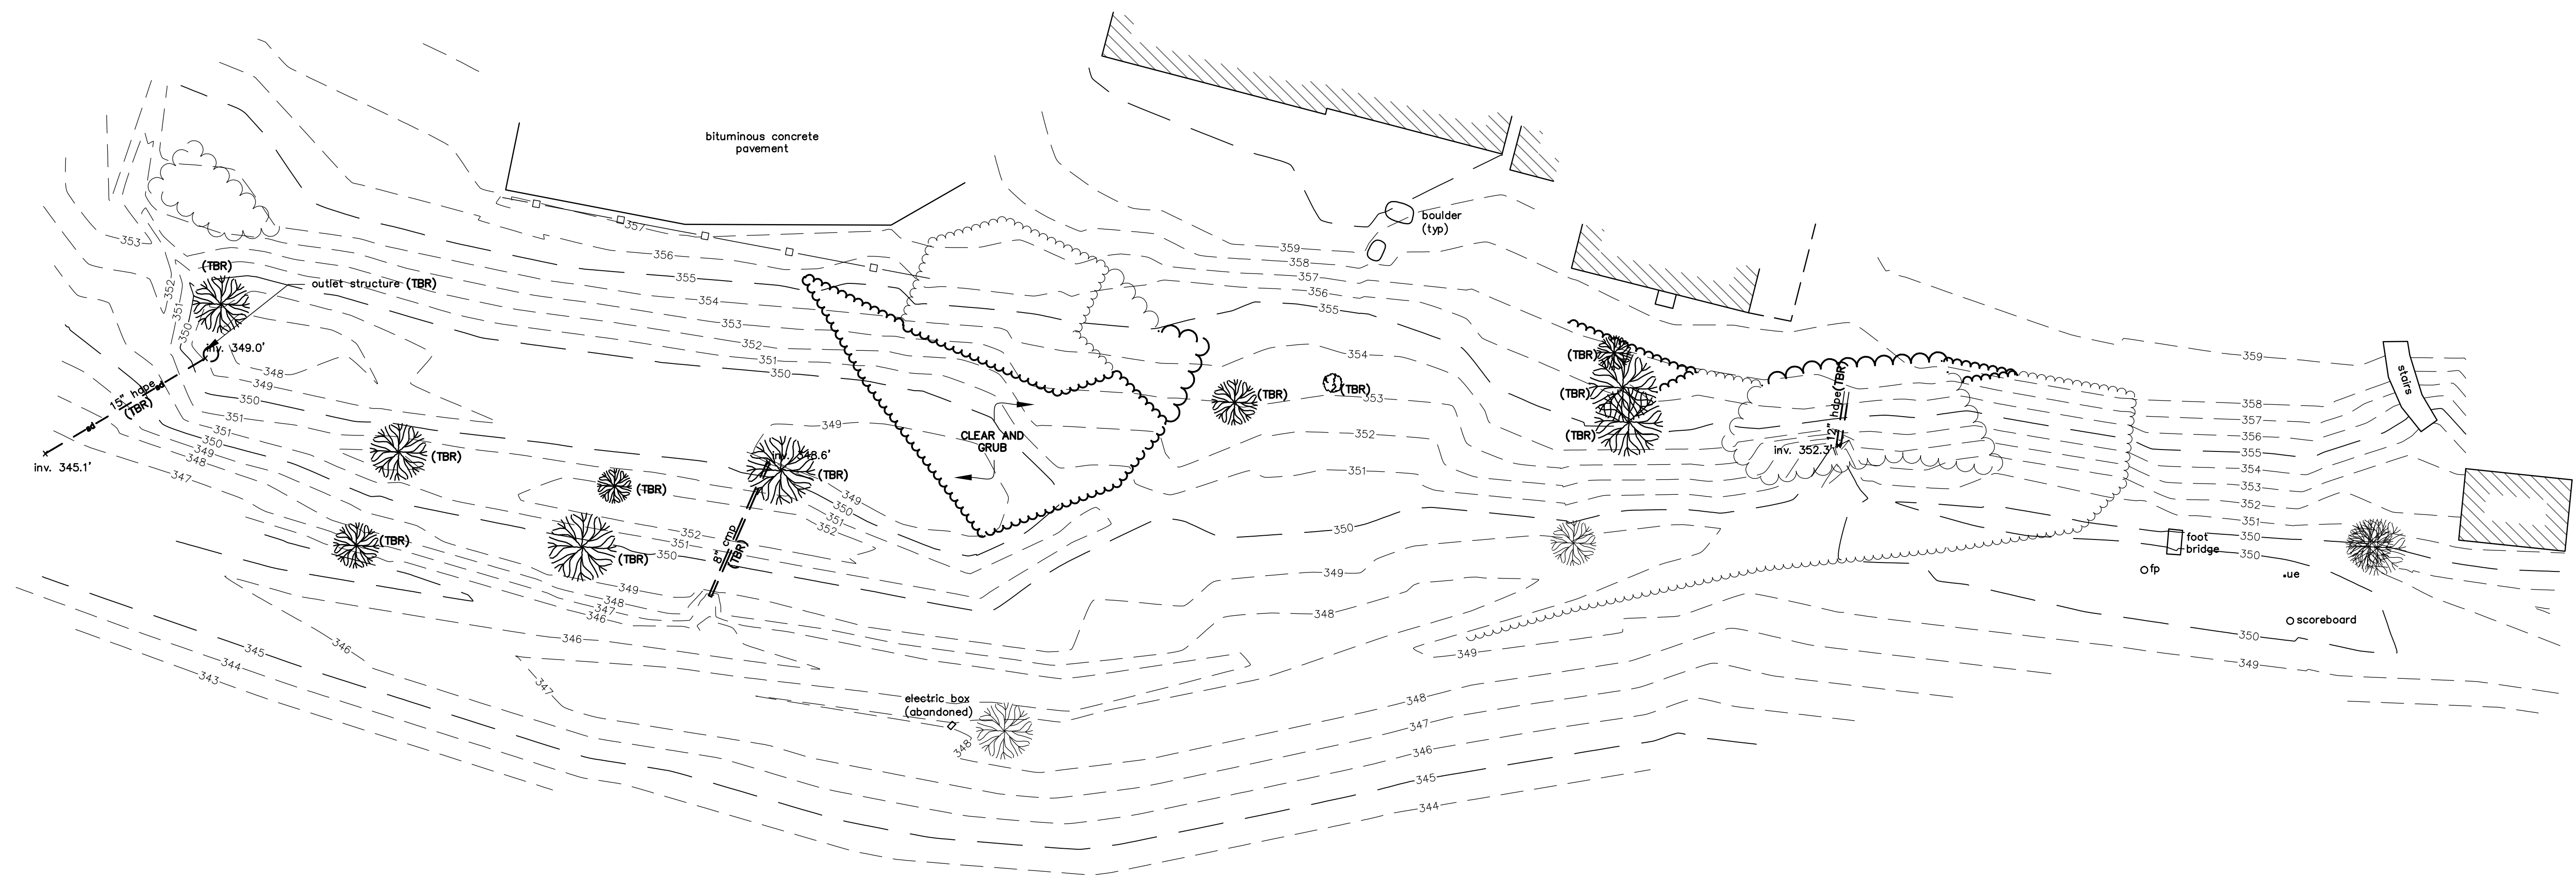 bituminous concrete
pavement
boulder
(typ)
353
357
356
359
358
357
356
355
355
354
353
352
351
350
(TBR)
outlet structure (TBR)
352
351
350
inv. 349.0'
348
349
350
351
351
350
349
348
347
15" hdpe
(TBR)
sd
sd
inv. 345.1'
(TBR)
(TBR)
(TBR)
(TBR)
349
inv. 348.6'
(TBR)
8" cmp
(TBR)
352
351
350
349
348
347
346
349
350
351
352
CLEAR AND
GRUB
(TBR)
2 (TBR)
354
353
352
351
350
349
348
(TBR)
(TBR)
(TBR)
12" hdpe(TBR)
inv. 352.3'
359
358
357
356
355
354
353
352
351
350
350
stairs
foot
bridge
fp
ue
scoreboard
350
349
346
346
345
344
343
347
electric box
(abandoned)
348
349
348
347
346
345
344